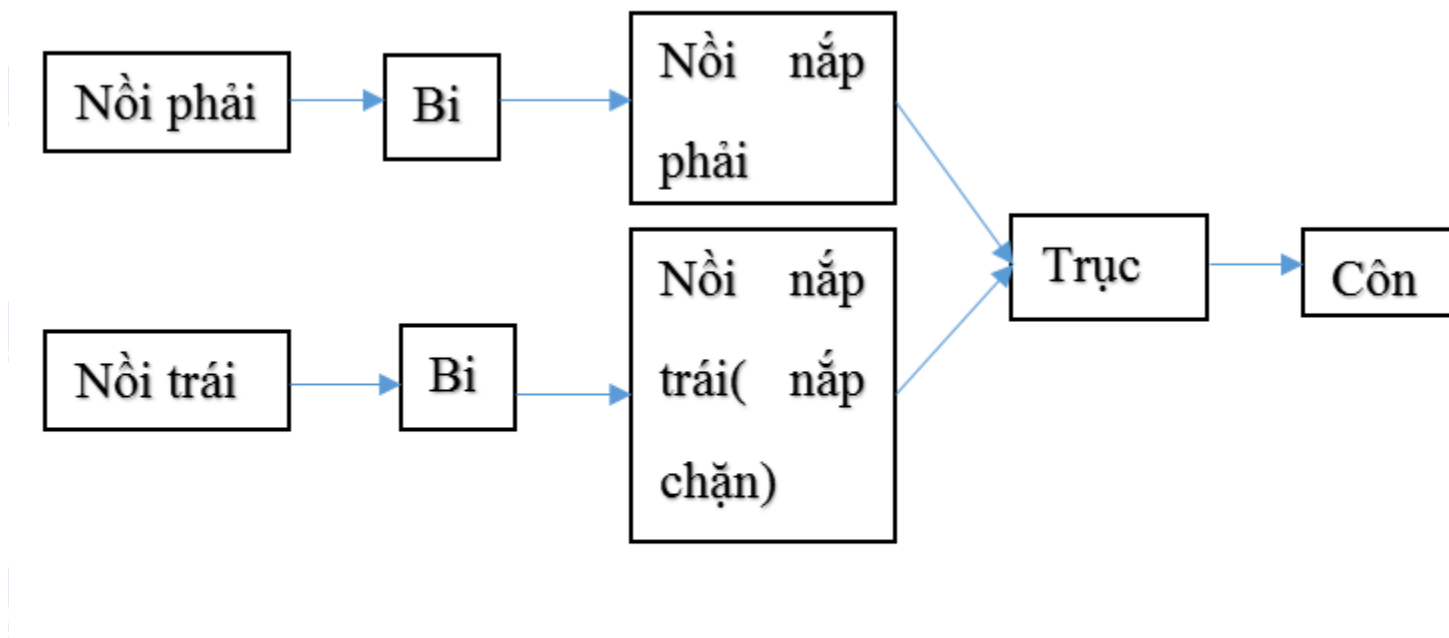 Nồi phải
Bi
Nồi nắp
phải
Nồi trái
Bi
Nồi nắp
trái( nắp
chặn)
Trục
Côn